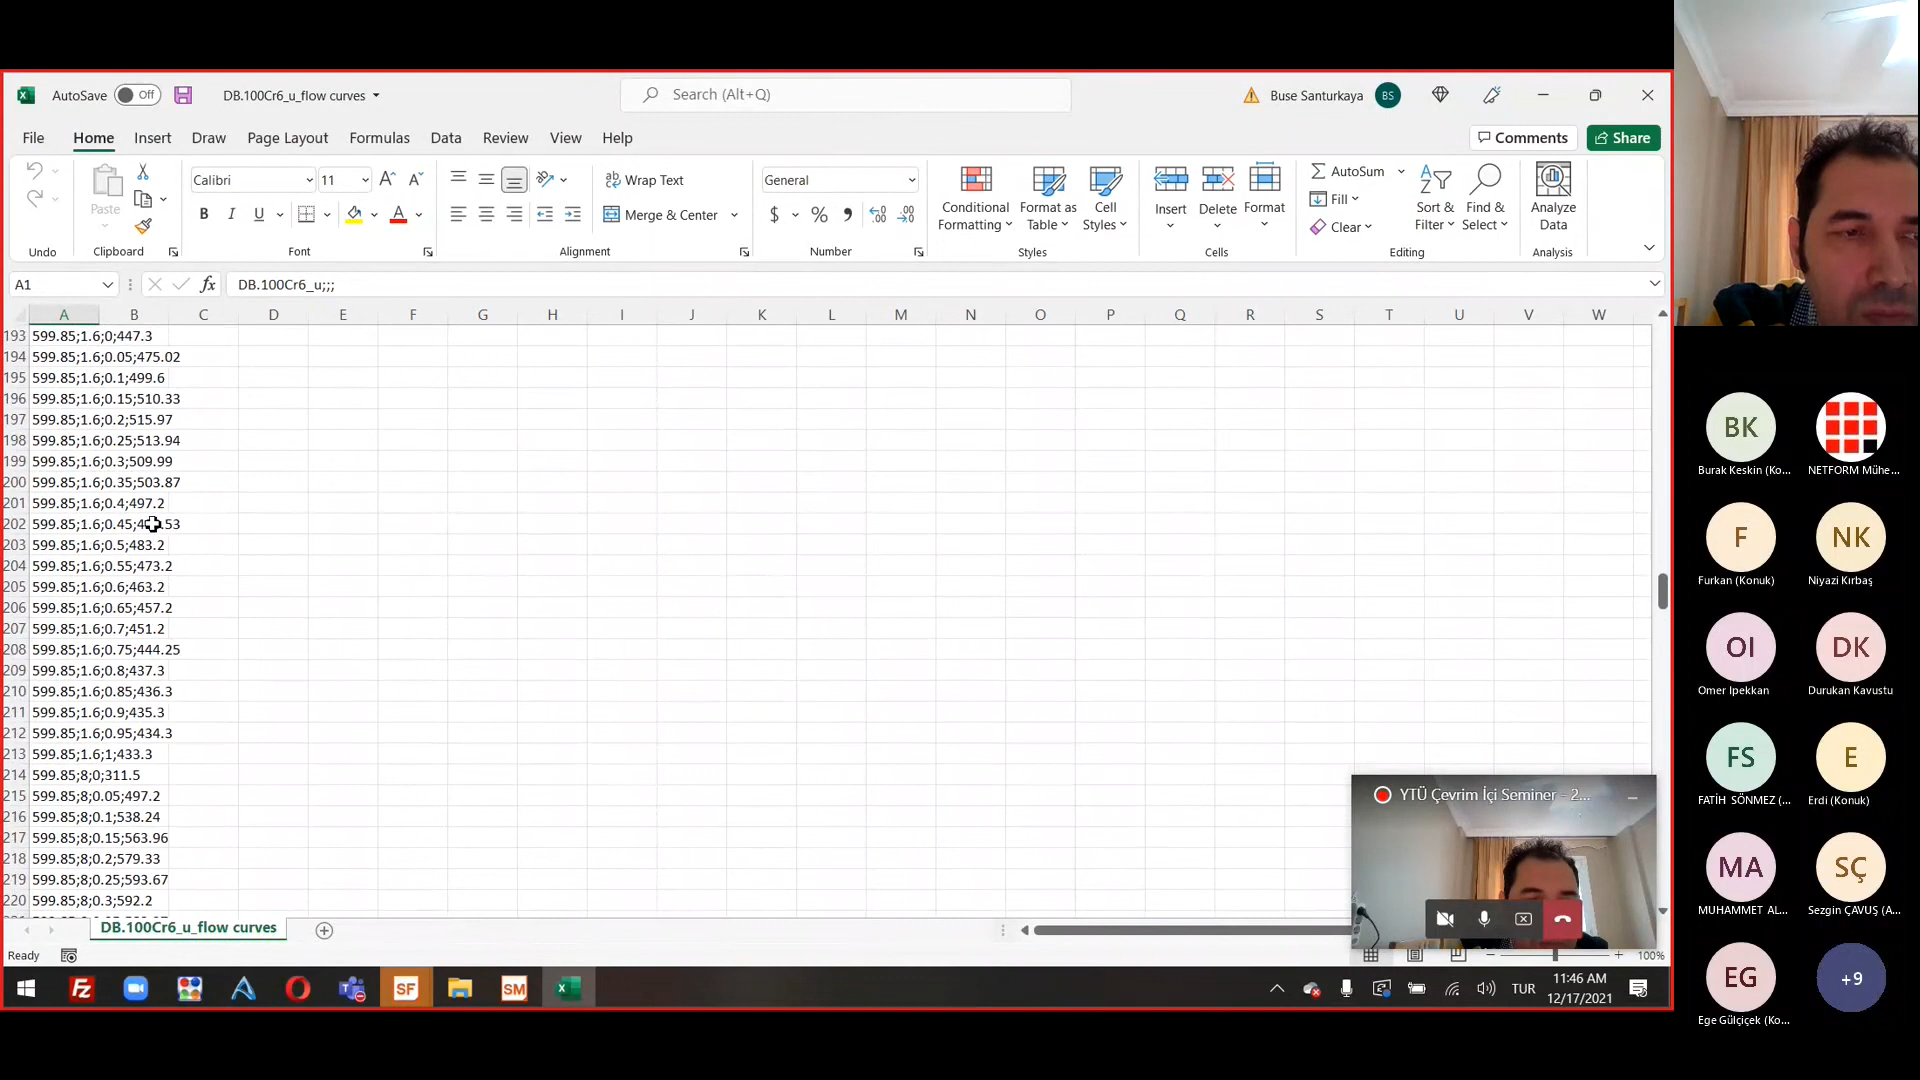 AutoSave Off DB.100Cr6_u_flow curves Search (Alt+Q) Buse Santurkaya BS
File Home Insert Draw Page Layout Formulas Data Review View Help Comments Share
Paste
Calibri 11
B I U
Wrap Text
Merge & Center
General
$ %
Conditional Formatting
Format as Table
Cell Styles
Insert
Delete
Format
AutoSum
Fill
Clear
Sort & Filter
Find & Select
Analyze Data
Undo Clipboard Font Alignment Number Styles Cells Editing Analysis
A1 fx DB.100Cr6_u;;;
A B C D E F G H I J K L M N O P Q R S T U V W
193 599.85;1.6;0;447.3
194 599.85;1.6;0.05;475.02
195 599.85;1.6;0.1;499.6
196 599.85;1.6;0.15;510.33
197 599.85;1.6;0.2;515.97
198 599.85;1.6;0.25;513.94
199 599.85;1.6;0.3;509.99
200 599.85;1.6;0.35;503.87
201 599.85;1.6;0.4;497.2
202 599.85;1.6;0.45;4 .53
203 599.85;1.6;0.5;483.2
204 599.85;1.6;0.55;473.2
205 599.85;1.6;0.6;463.2
206 599.85;1.6;0.65;457.2
207 599.85;1.6;0.7;451.2
208 599.85;1.6;0.75;444.25
209 599.85;1.6;0.8;437.3
210 599.85;1.6;0.85;436.3
211 599.85;1.6;0.9;435.3
212 599.85;1.6;0.95;434.3
213 599.85;1.6;1;433.3
214 599.85;8;0;311.5
215 599.85;8;0.05;497.2
216 599.85;8;0.1;538.24
217 599.85;8;0.15;563.96
218 599.85;8;0.2;579.33
219 599.85;8;0.25;593.67
220 599.85;8;0.3;592.2
YTÜ Çevrim İçi Seminer - 2...
DB.100Cr6_u_flow curves
Ready 100%
Fz SF SM TUR 11:46 AM
12/17/2021
BK
Burak Keskin (Ko... NETFORM Mühe...
F NK
Furkan (Konuk) Niyazi Kırbaş
OI DK
Omer Ipekkan Durukan Kavustu
FS E
FATİH SÖNMEZ (... Erdi (Konuk)
MA SÇ
MUHAMMET AL... Sezgin ÇAVUŞ (A...
EG +9
Ege Gülçiçek (Ko...